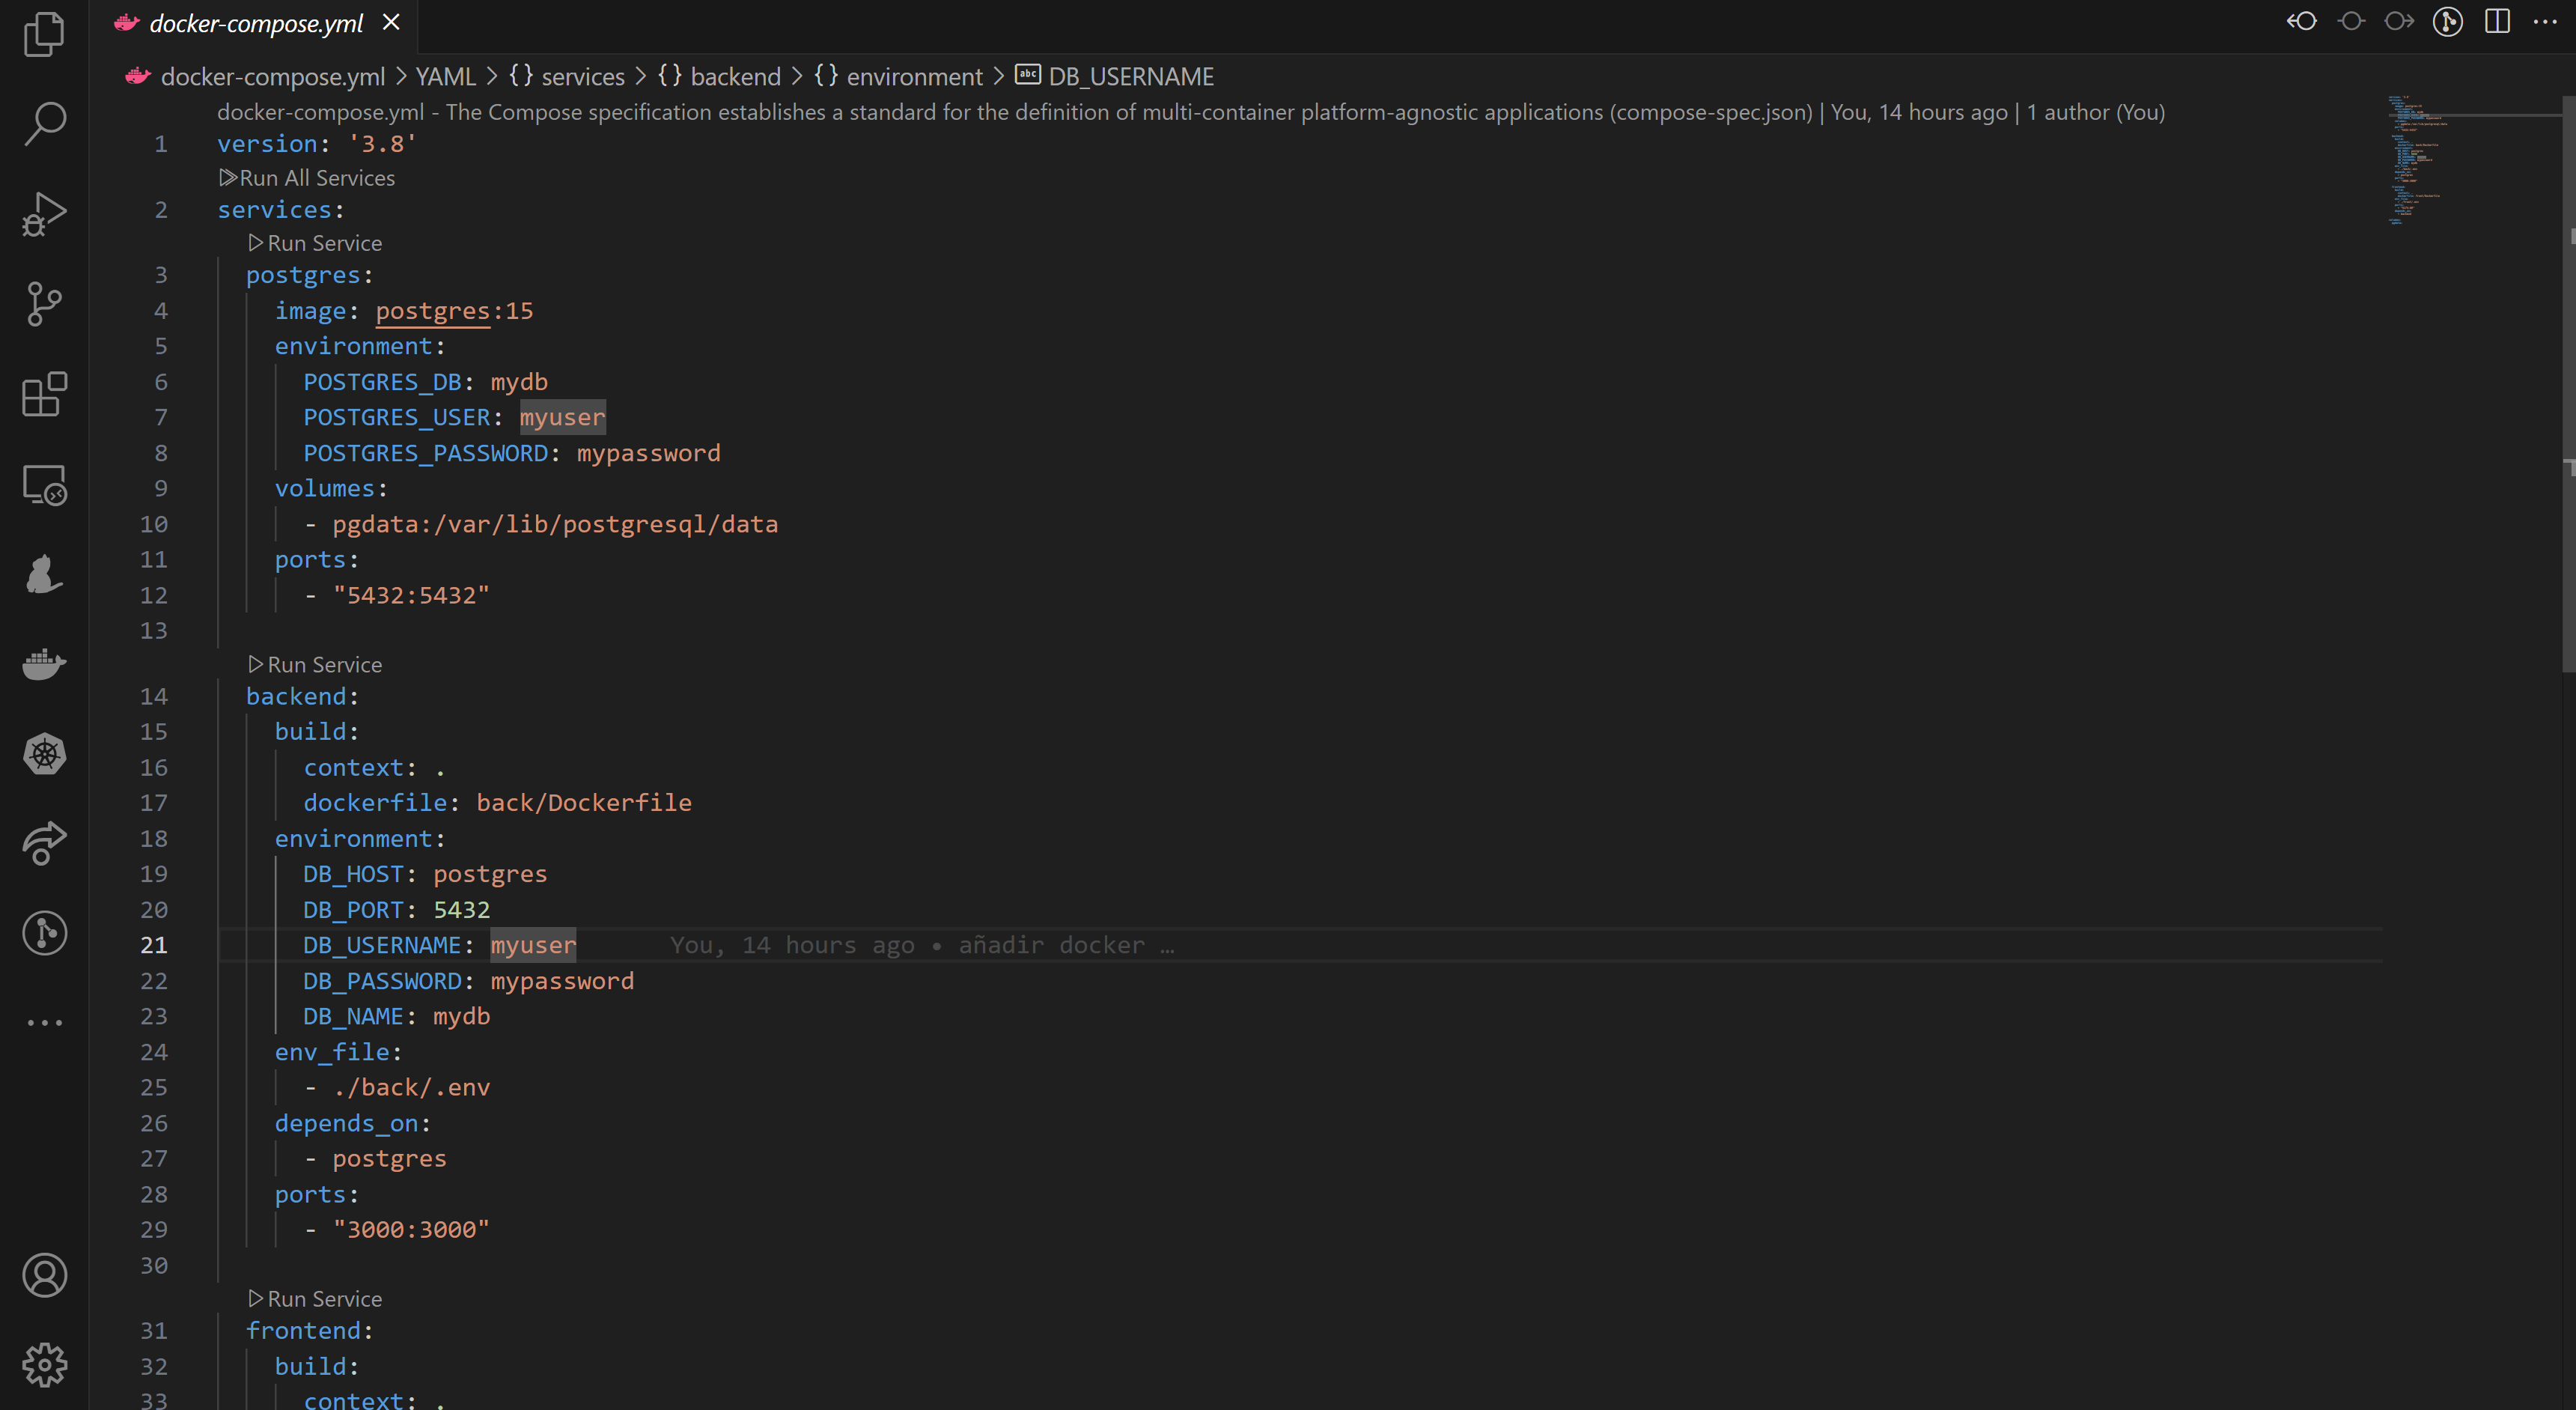 docker-compose.yml
docker-compose.yml > YAML > {} services > {} backend > {} environment > abc DB_USERNAME
docker-compose.yml - The Compose specification establishes a standard for the definition of multi-container platform-agnostic applications (compose-spec.json) | You, 14 hours ago | 1 author (You)
1 version: '3.8'
Run All Services
2 services:
Run Service
3 postgres:
4 image: postgres:15
5 environment:
6 POSTGRES_DB: mydb
7 POSTGRES_USER: myuser
8 POSTGRES_PASSWORD: mypassword
9 volumes:
10 - pgdata:/var/lib/postgresql/data
11 ports:
12 - "5432:5432"
13
Run Service
14 backend:
15 build:
16 context: .
17 dockerfile: back/Dockerfile
18 environment:
19 DB_HOST: postgres
20 DB_PORT: 5432
21 DB_USERNAME: myuser You, 14 hours ago • añadir docker …
22 DB_PASSWORD: mypassword
23 DB_NAME: mydb
24 env_file:
25 - ./back/.env
26 depends_on:
27 - postgres
28 ports:
29 - "3000:3000"
30
Run Service
31 frontend:
32 build:
33 context: .